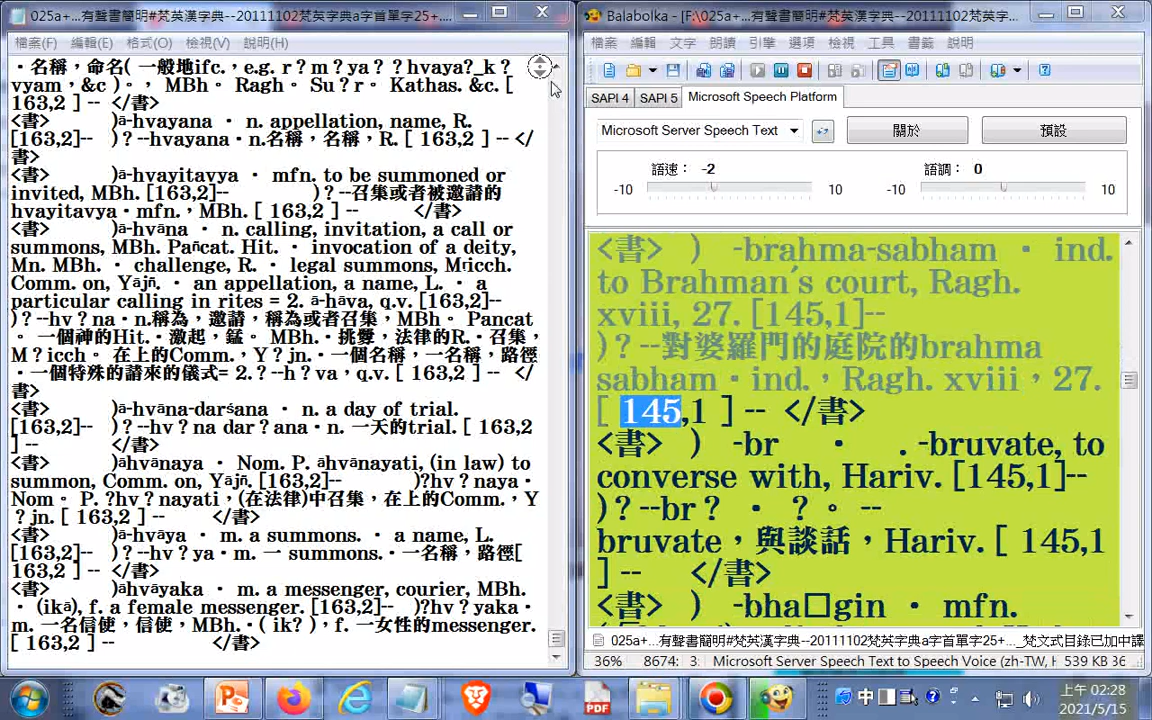 025a+...有聲書簡明#梵英漢字典--20111102梵英字典a字首單字25+...
檔案(F) 編輯(E) 格式(O) 檢視(V) 說明(H)
‧名稱,命名( 一般地ifc., e.g. r?m?ya??hvaya?_k?
vyam,&c )。, MBh。Ragh。Su?r。Kathas. &c. [
163,2 ] -- </書>
<書> )ā-hvayana ‧ n. appellation, name, R.
[163,2]-- )?--hvayana‧n.名稱,名稱,R. [ 163,2 ] -- </
書>
<書> )ā-hvayitavya ‧ mfn. to be summoned or
invited, MBh. [163,2]-- )?--召集或者被邀請的
hvayitavya‧mfn.,MBh. [ 163,2 ] -- </書>
<書> )ā-hvāna ‧ n. calling, invitation, a call or
summons, MBh. Pañcat. Hit. ‧ invocation of a deity,
Mn. MBh. ‧ challenge, R. ‧ legal summons, Mṛicch.
Comm. on, Yājñ. ‧ an appellation, a name, L. ‧ a
particular calling in rites = 2. ā-hāva, q.v. [163,2]--
)?--hv?na‧n.稱為,邀請,稱為或者召集,MBh。Pancat
。一個神的Hit.‧激起,錳。MBh.‧挑釁,法律的R.‧召集,
M?icch。在上的Comm.,Y?jn.‧一個名稱,一名稱,路徑
‧一個特殊的請來的儀式= 2.?--h?va,q.v. [ 163,2 ] -- </
書>
<書> )ā-hvāna-darśana ‧ n. a day of trial.
[163,2]-- )?--hv?na dar?ana‧n. 一天的trial. [ 163,2
] -- </書>
<書> )āhvānaya ‧ Nom. P. āhvānayati, (in law) to
summon, Comm. on, Yājñ. [163,2]-- )?hv?naya‧
Nom。P. ?hv?nayati,(在法律)中召集,在上的Comm.,Y
?jn. [ 163,2 ] -- </書>
<書> )ā-hvāya ‧ m. a summons. ‧ a name, L.
[163,2]-- )?--hv?ya‧m. 一 summons.‧一名稱,路徑[
163,2 ] -- </書>
<書> )āhvāyaka ‧ m. a messenger, courier, MBh.
‧ (ikā), f. a female messenger. [163,2]-- )?hv?yaka‧
m. 一名信使,信使,MBh.‧( ik?),f. 一女性的messenger.
[ 163,2 ] -- </書>
Balabolka - [F:\025a+...有聲書簡明#梵英漢字典--20111102梵英字...
檔案 編輯 文字 朗讀 引擎 選項 檢視 工具 書籤 說明
SAPI 4 SAPI 5 Microsoft Speech Platform
Microsoft Server Speech Text 關於 預設
語速: -2 語調: 0
-10 10 -10 10
<書> ) -brahma-sabham ‧ ind.
to Brahman's court, Ragh.
xviii, 27. [145,1]--
)?--對婆羅門的庭院的brahma
sabham‧ind.,Ragh. xviii,27.
[ 145,1 ] -- </書>
<書> ) -br ‧ . -bruvate, to
converse with, Hariv. [145,1]--
)?--br? ‧ ?。 --
bruvate,與談話,Hariv. [ 145,1
] -- </書>
<書> ) -bha□gin ‧ mfn.
025a+...有聲書簡明#梵英漢字典--20111102梵英字典a字首單字25+..._梵文式目錄已加中譯
36% 8674: 3: Microsoft Server Speech Text to Speech Voice (zh-TW, H 539 KB 36
中 上午 02:28
2021/5/15